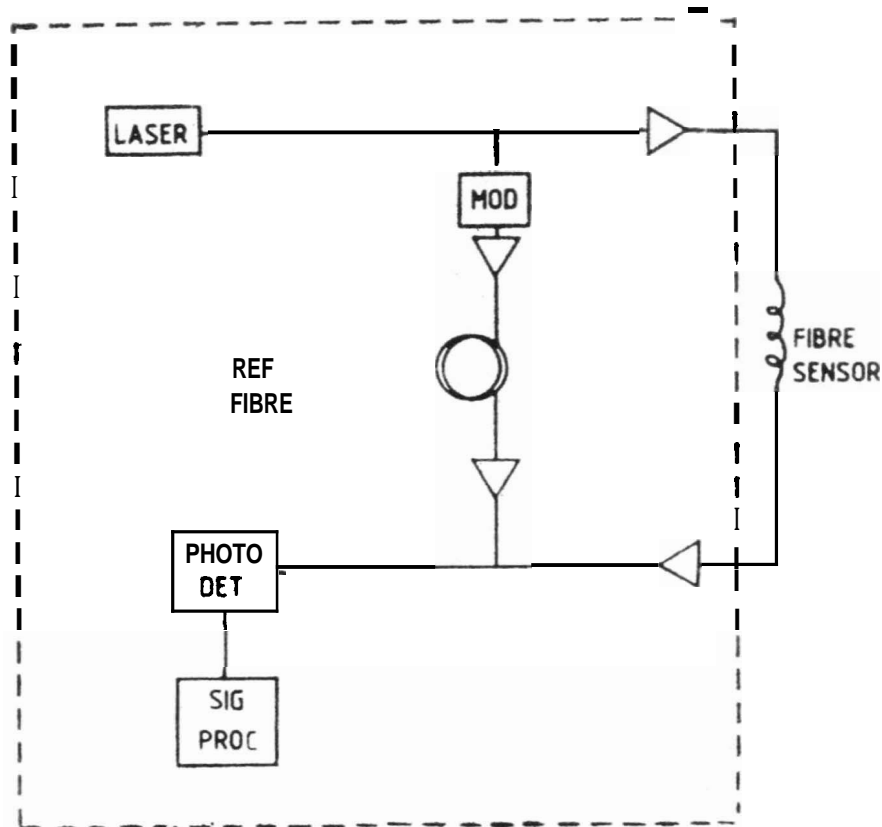 LASER
MOD
REF
FIBRE
FIBRE
SENSOR
PHOTO
DET
SIG
PROC